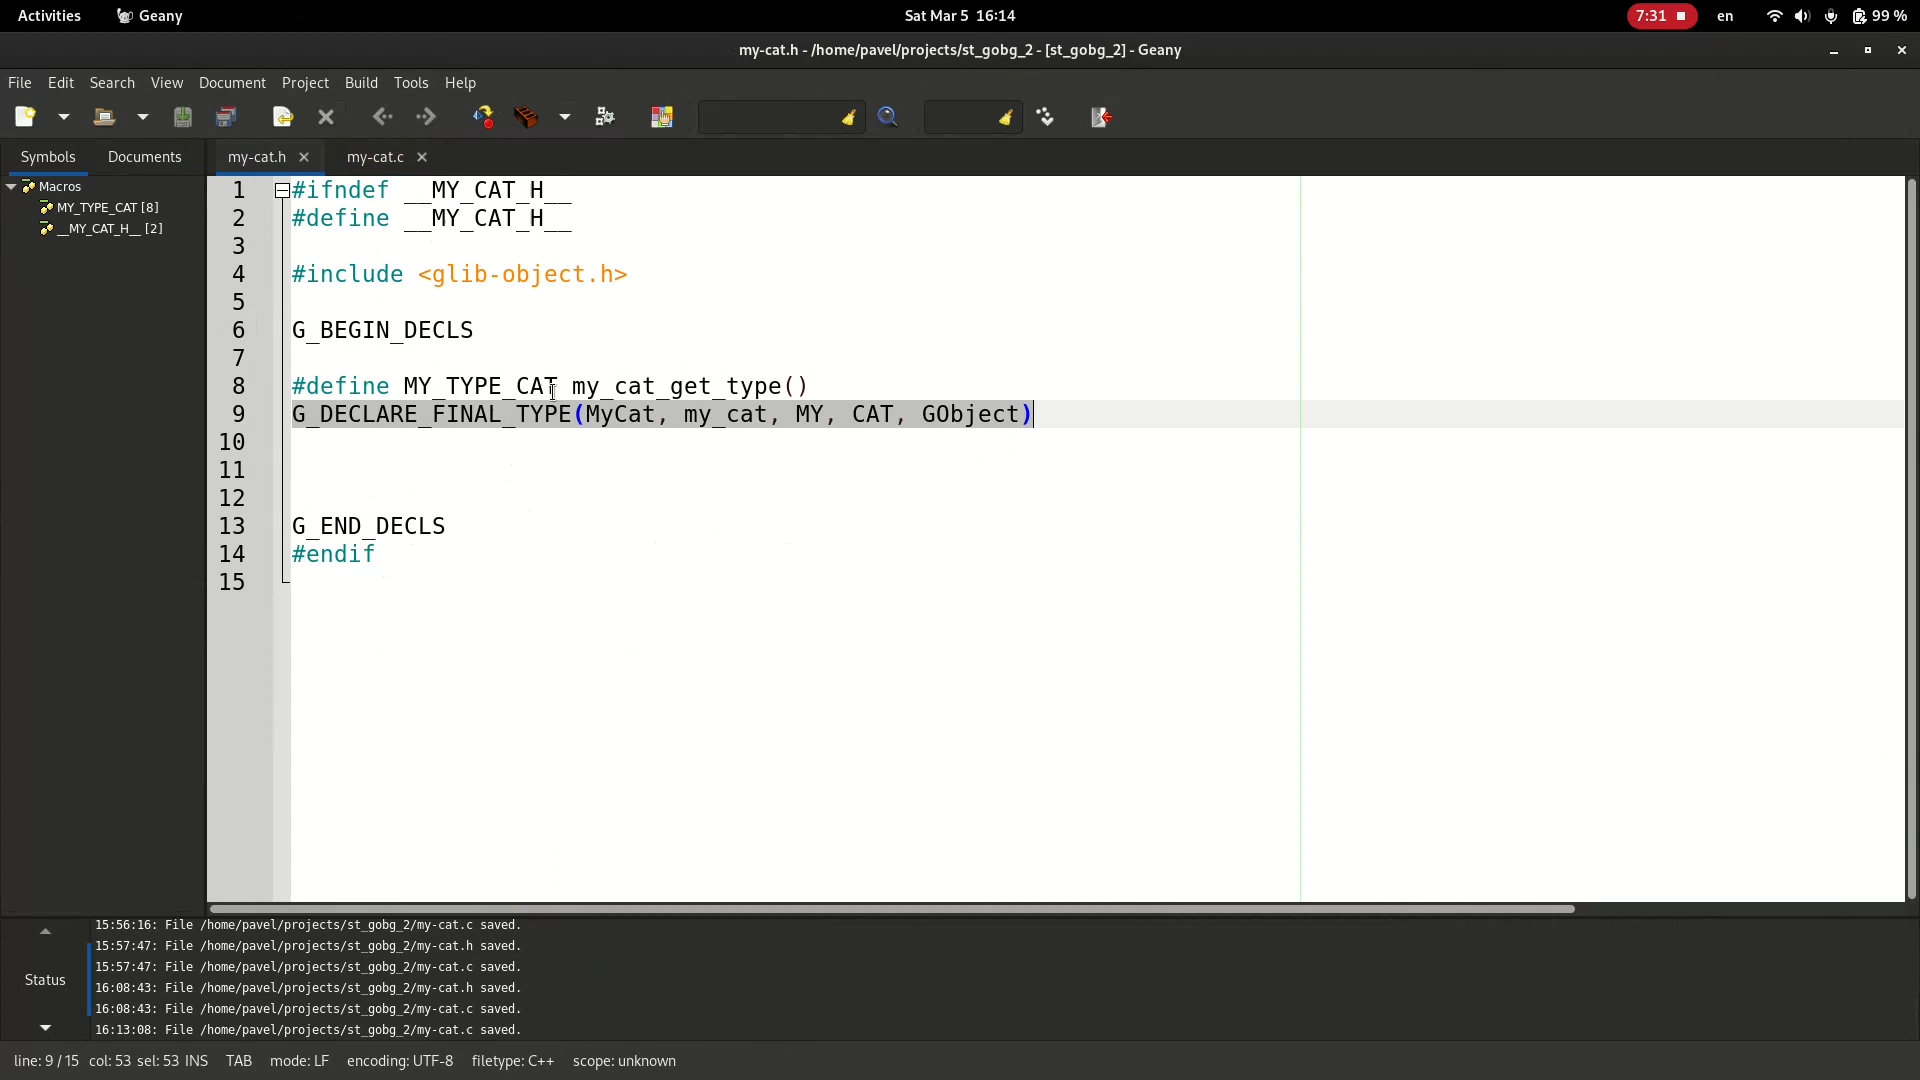 Activities Geany Sat Mar 5 16:14 7:31 en 99 %
my-cat.h - /home/pavel/projects/st_gobg_2 - [st_gobg_2] - Geany
File Edit Search View Document Project Build Tools Help
Symbols Documents my-cat.h my-cat.c
Macros
MY_TYPE_CAT [8]
__MY_CAT_H__ [2]
1 #ifndef __MY_CAT_H__
2 #define __MY_CAT_H__
3
4 #include <glib-object.h>
5
6 G_BEGIN_DECLS
7
8 #define MY_TYPE_CAT my_cat_get_type()
9 G_DECLARE_FINAL_TYPE(MyCat, my_cat, MY, CAT, GObject)
10
11
12
13 G_END_DECLS
14 #endif
15
Status
15:56:16: File /home/pavel/projects/st_gobg_2/my-cat.c saved.
15:57:47: File /home/pavel/projects/st_gobg_2/my-cat.h saved.
15:57:47: File /home/pavel/projects/st_gobg_2/my-cat.c saved.
16:08:43: File /home/pavel/projects/st_gobg_2/my-cat.h saved.
16:08:43: File /home/pavel/projects/st_gobg_2/my-cat.c saved.
16:13:08: File /home/pavel/projects/st_gobg_2/my-cat.c saved.
line: 9 / 15 col: 53 sel: 53 INS TAB mode: LF encoding: UTF-8 filetype: C++ scope: unknown